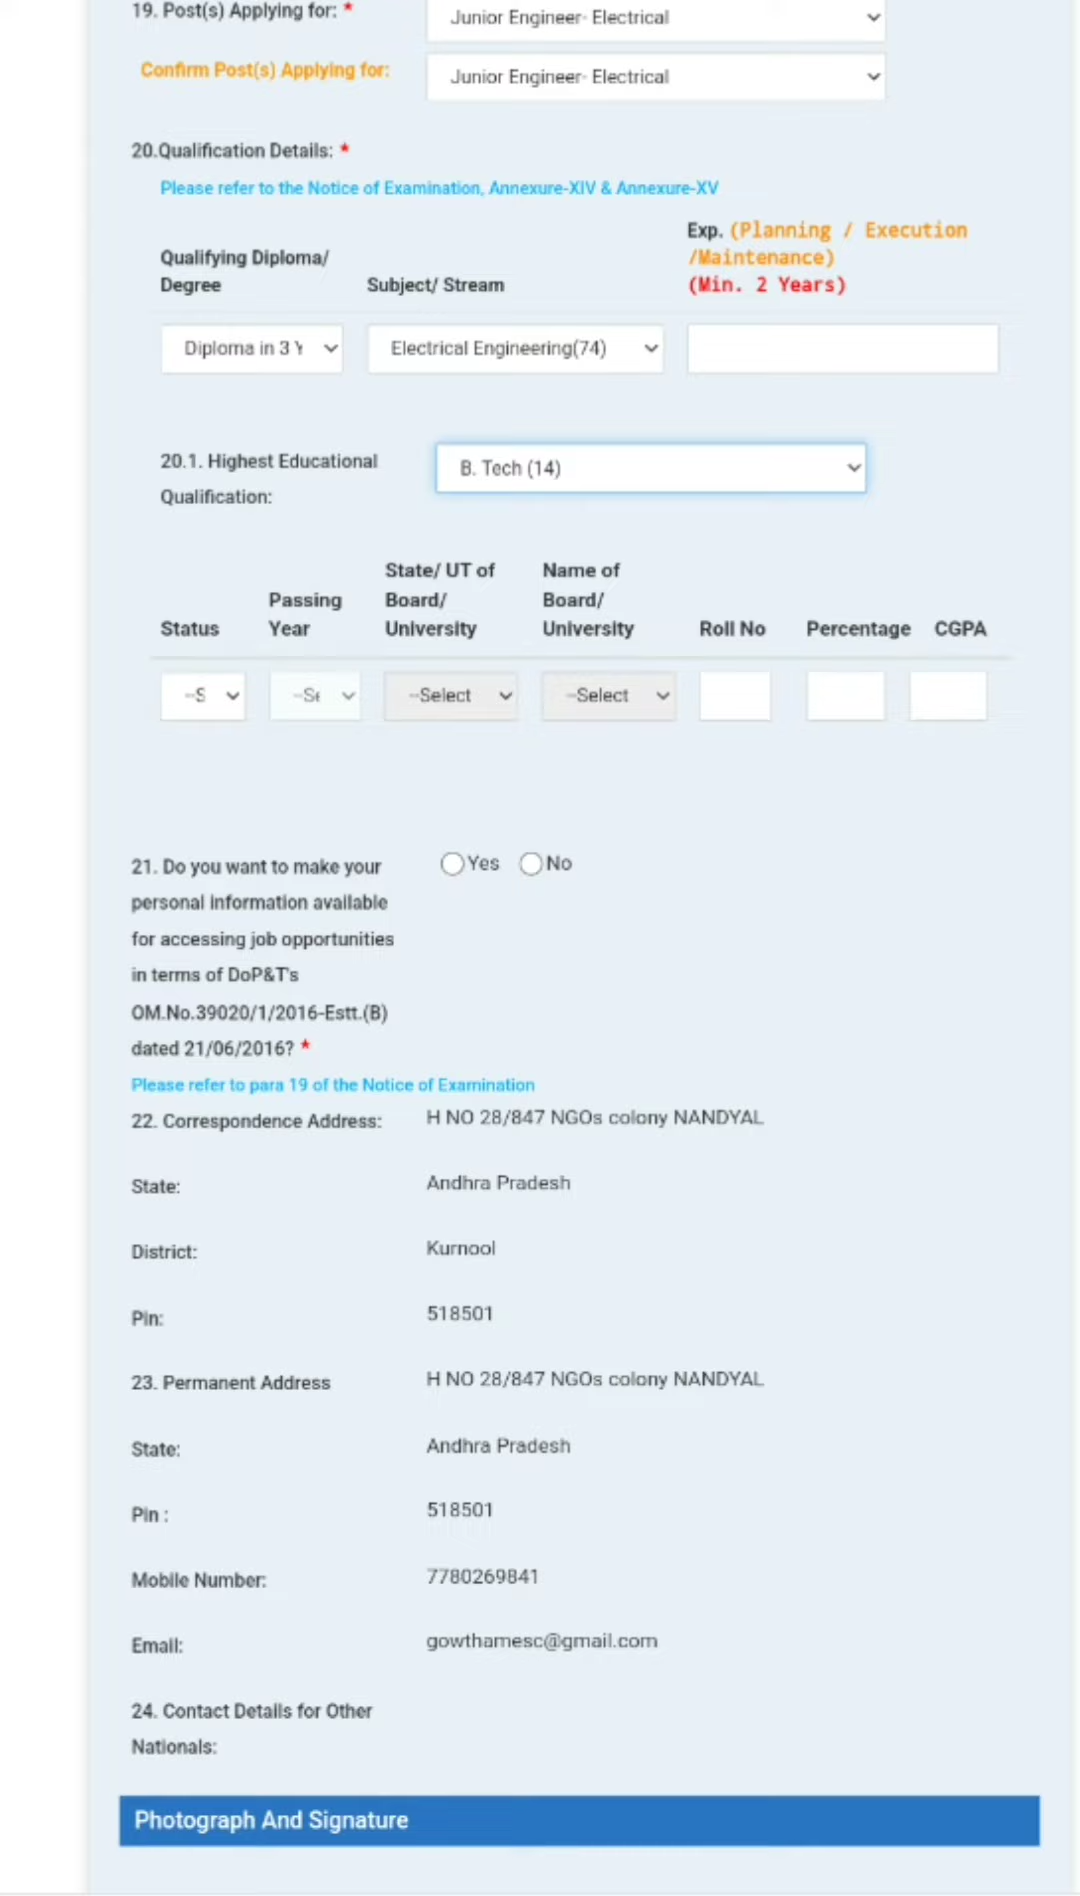 19. Post(s) Applying for: *
Junior Engineer- Electrical
Confirm Post(s) Applying for:
Junior Engineer- Electrical
20.Qualification Details: *
Please refer to the Notice of Examination, Annexure-XIV & Annexure-XV
Qualifying Diploma/ Degree
Subject/ Stream
Exp. (Planning / Execution /Maintenance) (Min. 2 Years)
Diploma in 3 Y
Electrical Engineering(74)
20.1. Highest Educational Qualification:
B. Tech (14)
Status
Passing Year
State/ UT of Board/ University
Name of Board/ University
Roll No
Percentage
CGPA
--S
--Se
--Select
--Select
21. Do you want to make your
personal information available
for accessing job opportunities
in terms of DoP&T's
OM.No.39020/1/2016-Estt.(B)
dated 21/06/2016? *
Yes No
Please refer to para 19 of the Notice of Examination
22. Correspondence Address: H NO 28/847 NGOs colony NANDYAL
State: Andhra Pradesh
District: Kurnool
Pin: 518501
23. Permanent Address H NO 28/847 NGOs colony NANDYAL
State: Andhra Pradesh
Pin : 518501
Mobile Number: 7780269841
Email: gowthamesc@gmail.com
24. Contact Details for Other
Nationals:
Photograph And Signature